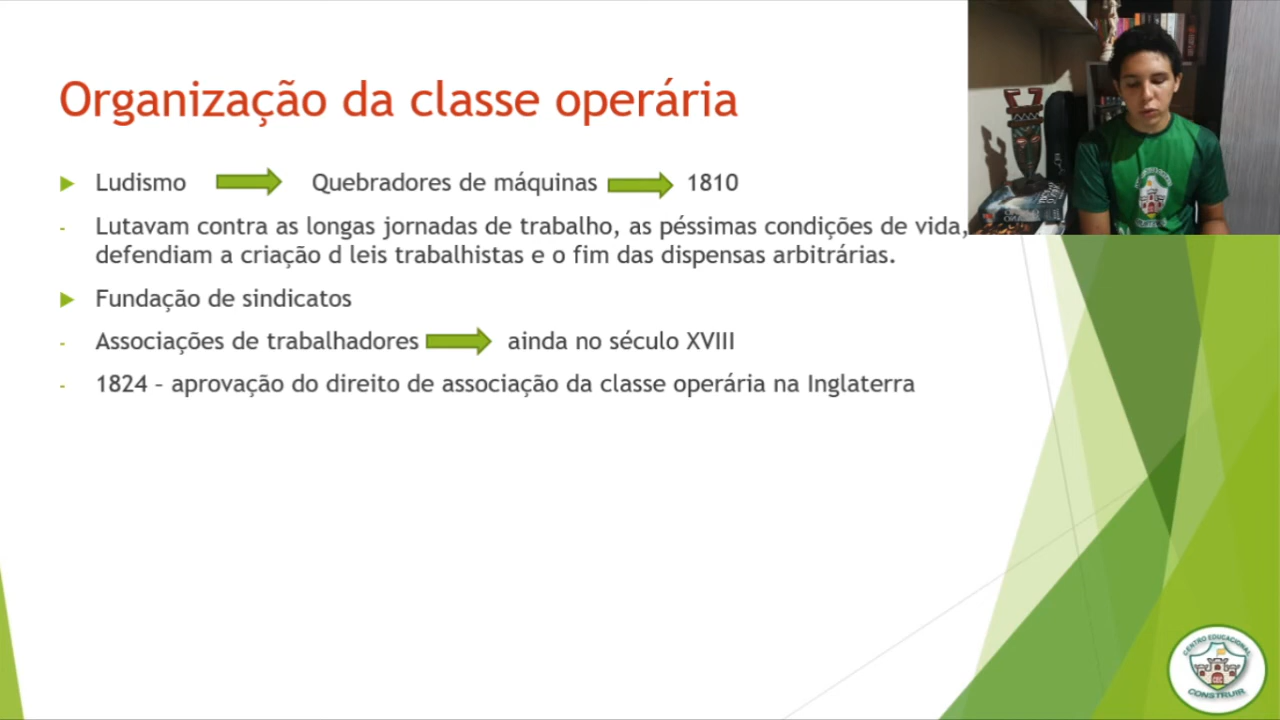 Organização da classe operária
Ludismo Quebradores de máquinas 1810
Lutavam contra as longas jornadas de trabalho, as péssimas condições de vida,
defendiam a criação d leis trabalhistas e o fim das dispensas arbitrárias.
Fundação de sindicatos
- Associações de trabalhadores ainda no século XVIII
- 1824 – aprovação do direito de associação da classe operária na Inglaterra
CENTRO EDUCACIONAL
CONSTRUIR